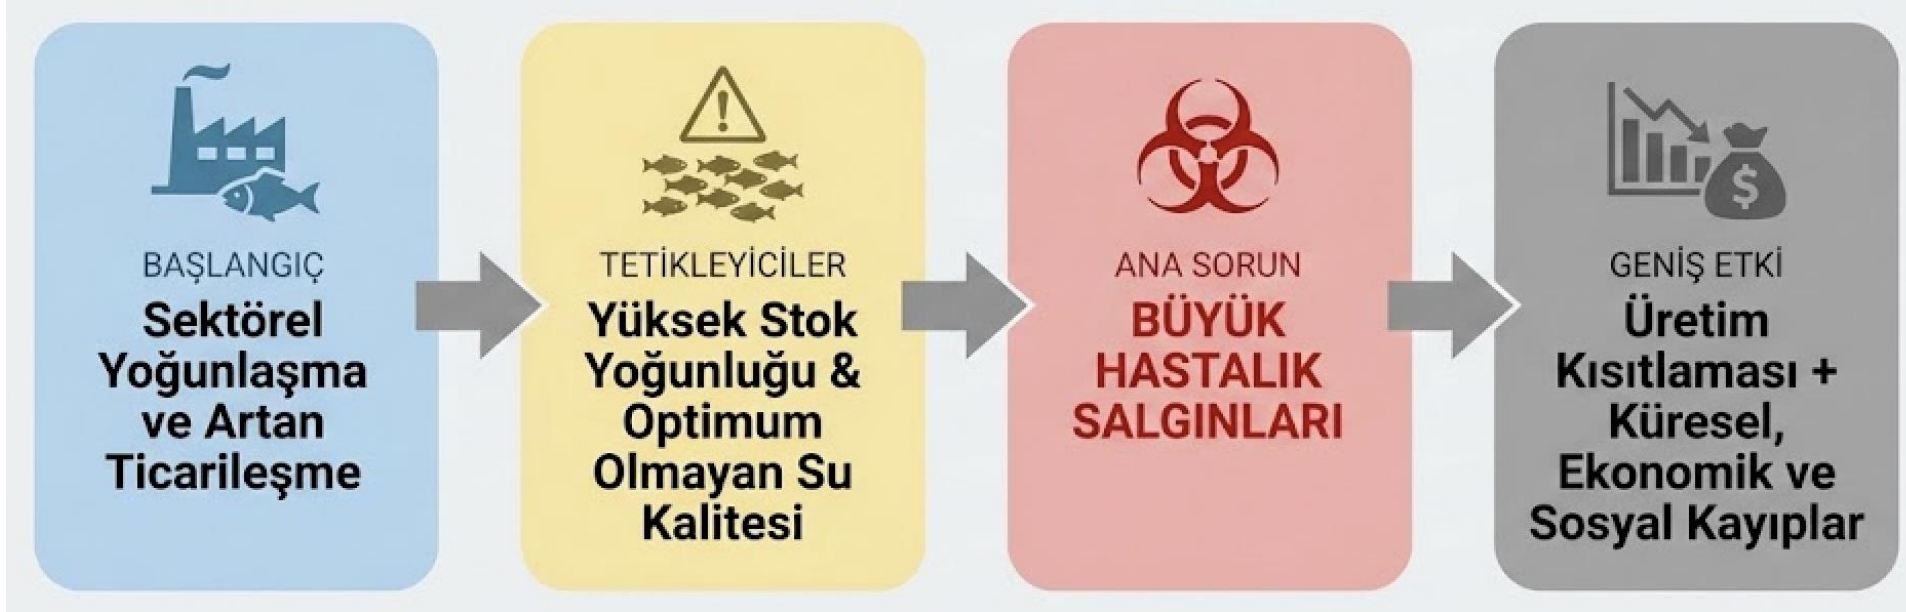 BAŞLANGIÇ
Sektörel
Yoğunlaşma
ve Artan
Ticarileşme
TETİKLEYİCİLER
Yüksek Stok
Yoğunluğu &
Optimum
Olmayan Su
Kalitesi
ANA SORUN
BÜYÜK
HASTALIK
SALGINLARI
GENİŞ ETKİ
Üretim
Kısıtlaması +
Küresel,
Ekonomik ve
Sosyal Kayıplar